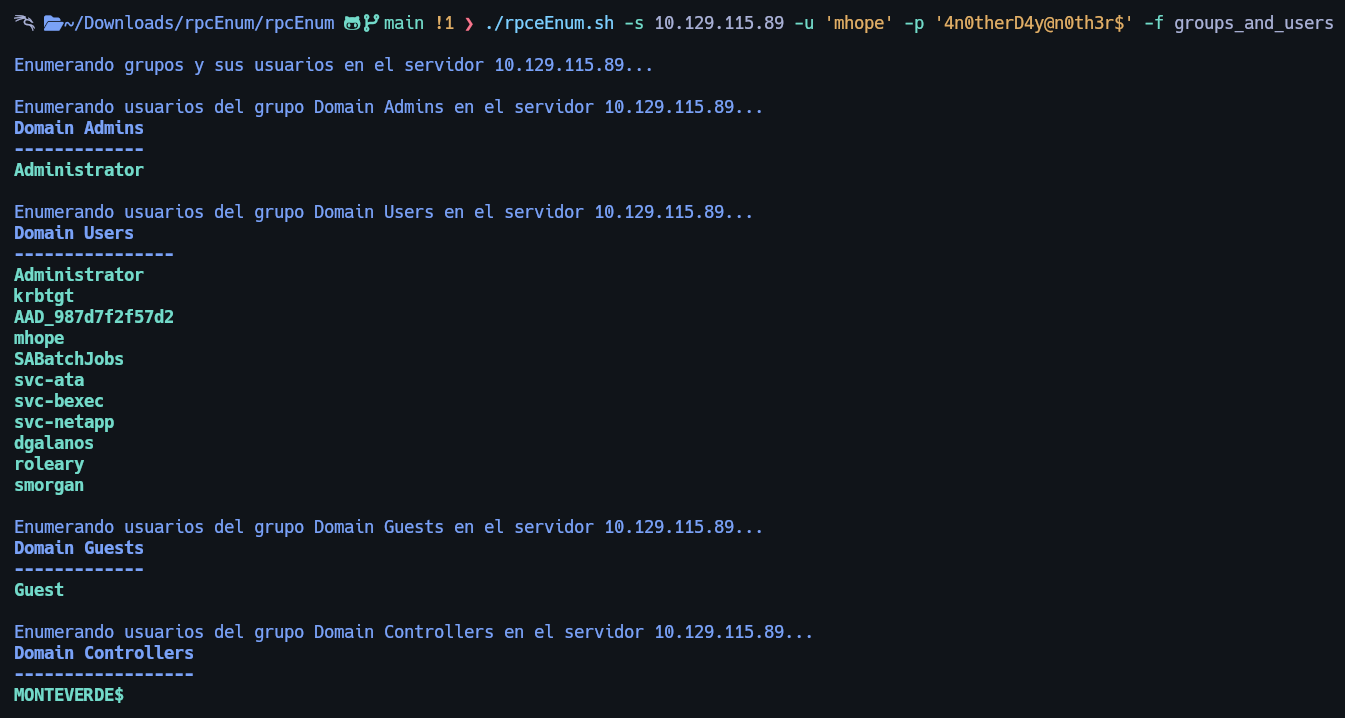 ~/Downloads/rpcEnum/rpcEnum main !1 ❯ ./rpceEnum.sh -s 10.129.115.89 -u 'mhope' -p '4n0therD4y@n0th3r$' -f groups_and_users
Enumerando grupos y sus usuarios en el servidor 10.129.115.89...
Enumerando usuarios del grupo Domain Admins en el servidor 10.129.115.89...
Domain Admins
-------------
Administrator
Enumerando usuarios del grupo Domain Users en el servidor 10.129.115.89...
Domain Users
----------------
Administrator
krbtgt
AAD_987d7f2f57d2
mhope
SABatchJobs
svc-ata
svc-bexec
svc-netapp
dgalanos
roleary
smorgan
Enumerando usuarios del grupo Domain Guests en el servidor 10.129.115.89...
Domain Guests
-------------
Guest
Enumerando usuarios del grupo Domain Controllers en el servidor 10.129.115.89...
Domain Controllers
------------------
MONTEVERDE$